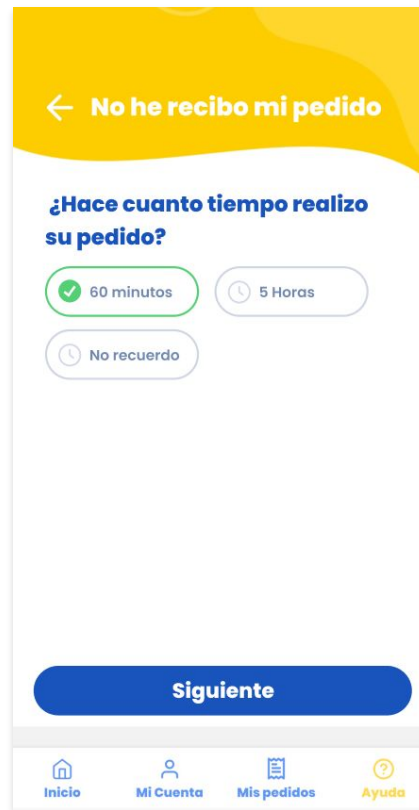 No he recibo mi pedido
¿Hace cuanto tiempo realizo
su pedido?
60 minutos
5 Horas
No recuerdo
Siguiente
Inicio
Mi Cuenta
Mis pedidos
Ayuda